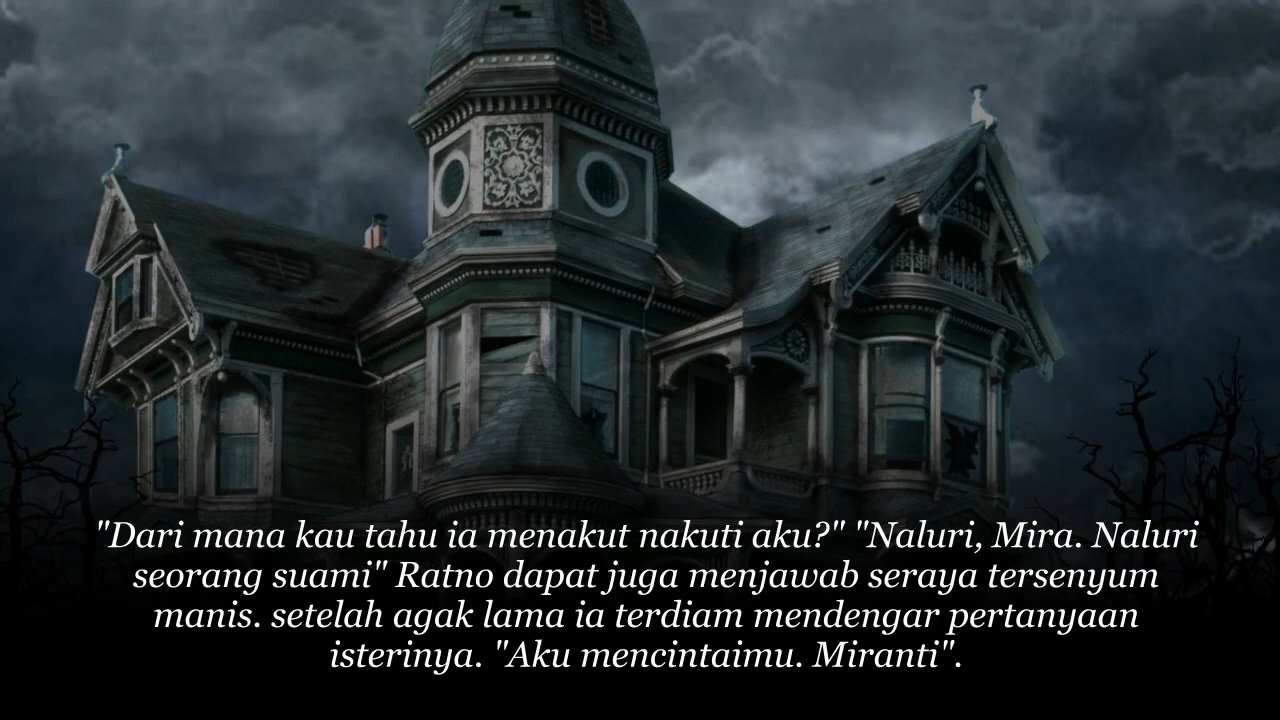 "Dari mana kau tahu ia menakut nakuti aku?" "Naluri, Mira. Naluri
seorang suami" Ratno dapat juga menjawab seraya tersenyum
manis. setelah agak lama ia terdiam mendengar pertanyaan
isterinya. "Aku mencintaimu. Miranti".